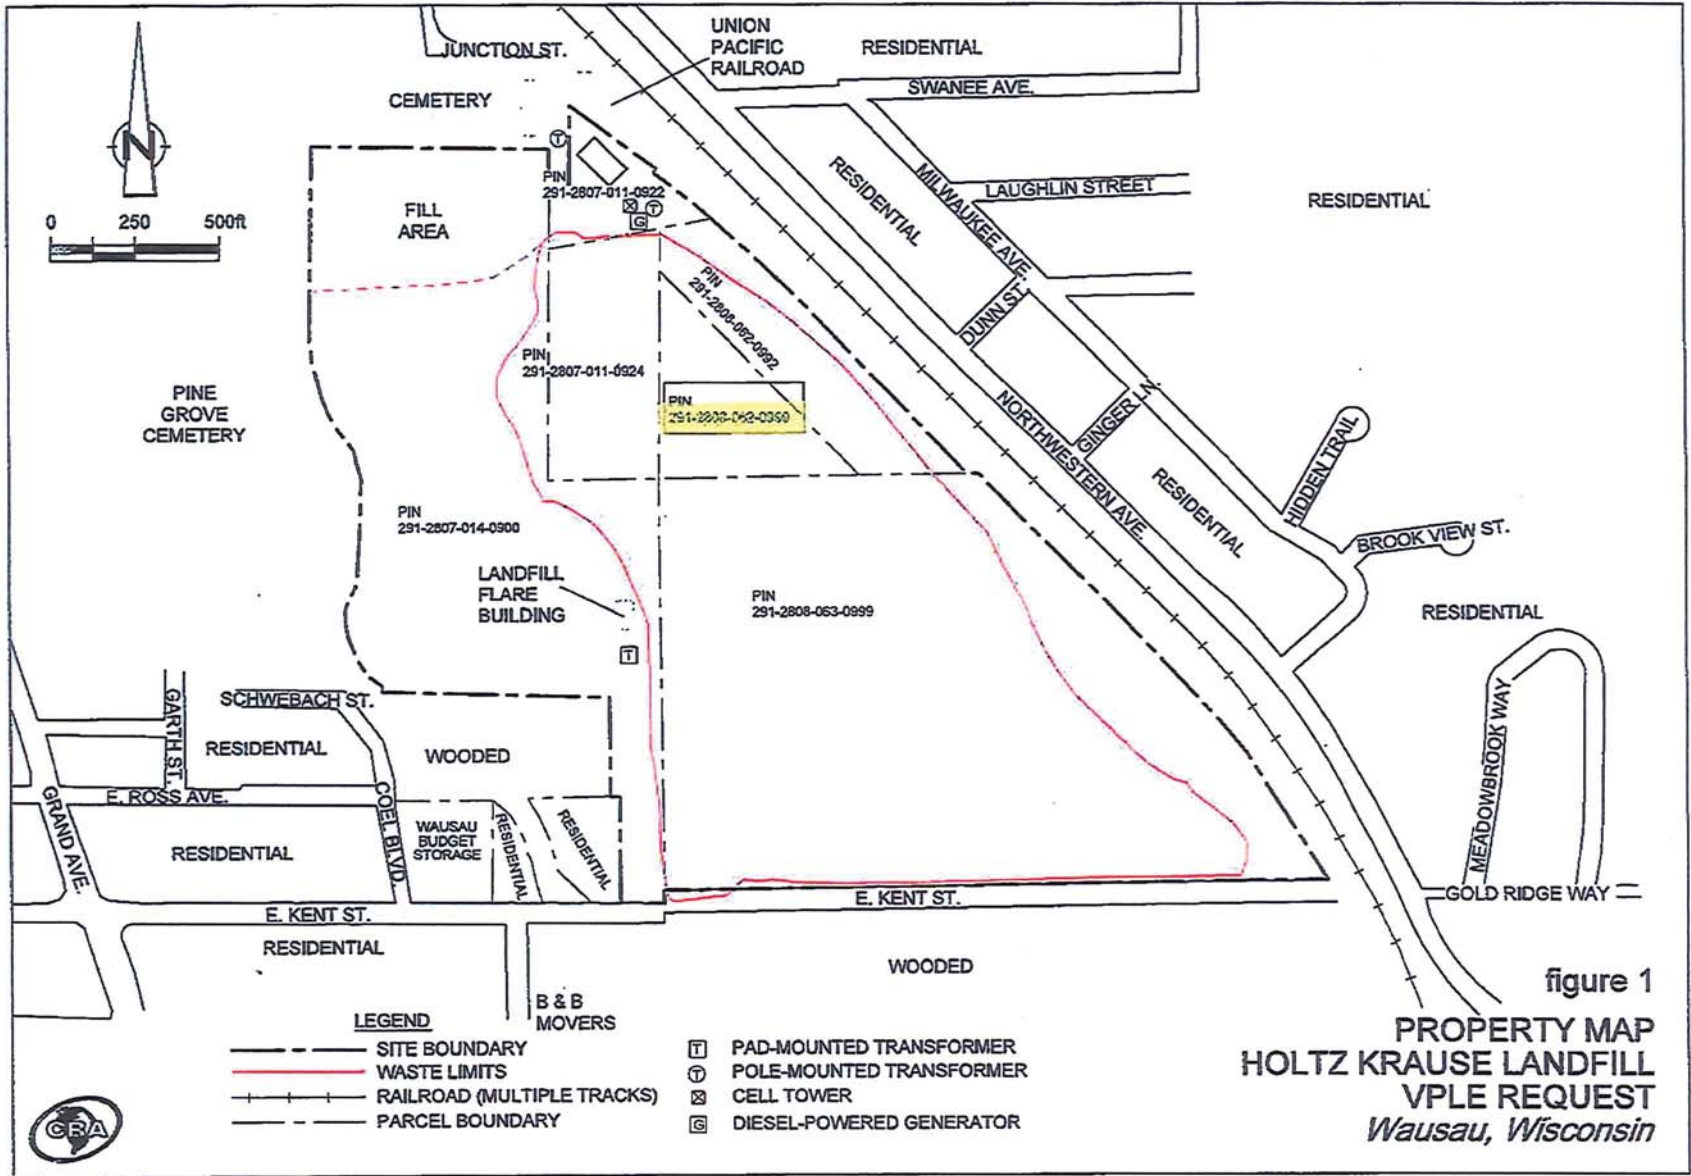 JUNCTION ST.
UNION
PACIFIC
RAILROAD
RESIDENTIAL
SWANEE AVE.
CEMETERY
N
0 250 500ft
T
PIN
291-2807-011-0922
T
G
FILL
AREA
RESIDENTIAL
MILWAUKEE AVE.
LAUGHLIN STREET
RESIDENTIAL
PIN
291-2808-062-0992
DUNN ST.
PIN
291-2807-011-0924
PINE
GROVE
CEMETERY
PIN
NORTHWESTERN AVE.
GINGER LN.
HIDDEN TRAIL
RESIDENTIAL
BROOK VIEW ST.
PIN
291-2807-014-0900
LANDFILL
FLARE
BUILDING
T
PIN
291-2808-063-0999
RESIDENTIAL
MEADOWBROOK WAY
SCHWEBACH ST.
GARTH ST.
RESIDENTIAL
WOODED
E. ROSS AVE.
GRAND AVE.
COEL BLVD.
RESIDENTIAL
WAUSAU
BUDGET
STORAGE
RESIDENTIAL
RESIDENTIAL
E. KENT ST.
E. KENT ST.
GOLD RIDGE WAY
RESIDENTIAL
WOODED
B & B
MOVERS
LEGEND
SITE BOUNDARY
WASTE LIMITS
RAILROAD (MULTIPLE TRACKS)
PARCEL BOUNDARY
T PAD-MOUNTED TRANSFORMER
T POLE-MOUNTED TRANSFORMER
CELL TOWER
G DIESEL-POWERED GENERATOR
figure 1
PROPERTY MAP
HOLTZ KRAUSE LANDFILL
VPLE REQUEST
Wausau, Wisconsin
CRA